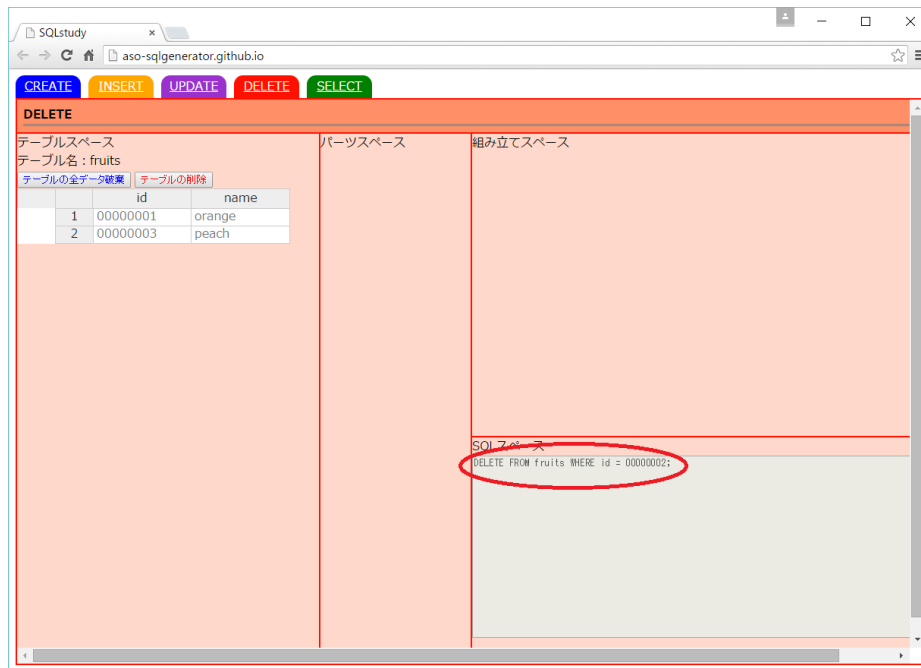 SQLstudy
aso-sqlgenerator.github.io
CREATE INSERT UPDATE DELETE SELECT
DELETE
テーブルスペース
テーブル名：fruits
テーブルの全データ破棄 テーブルの削除
id name
1 00000001 orange
2 00000003 peach
パーツスペース
組み立てスペース
SQLスペース
DELETE FROM fruits WHERE id = 00000002;